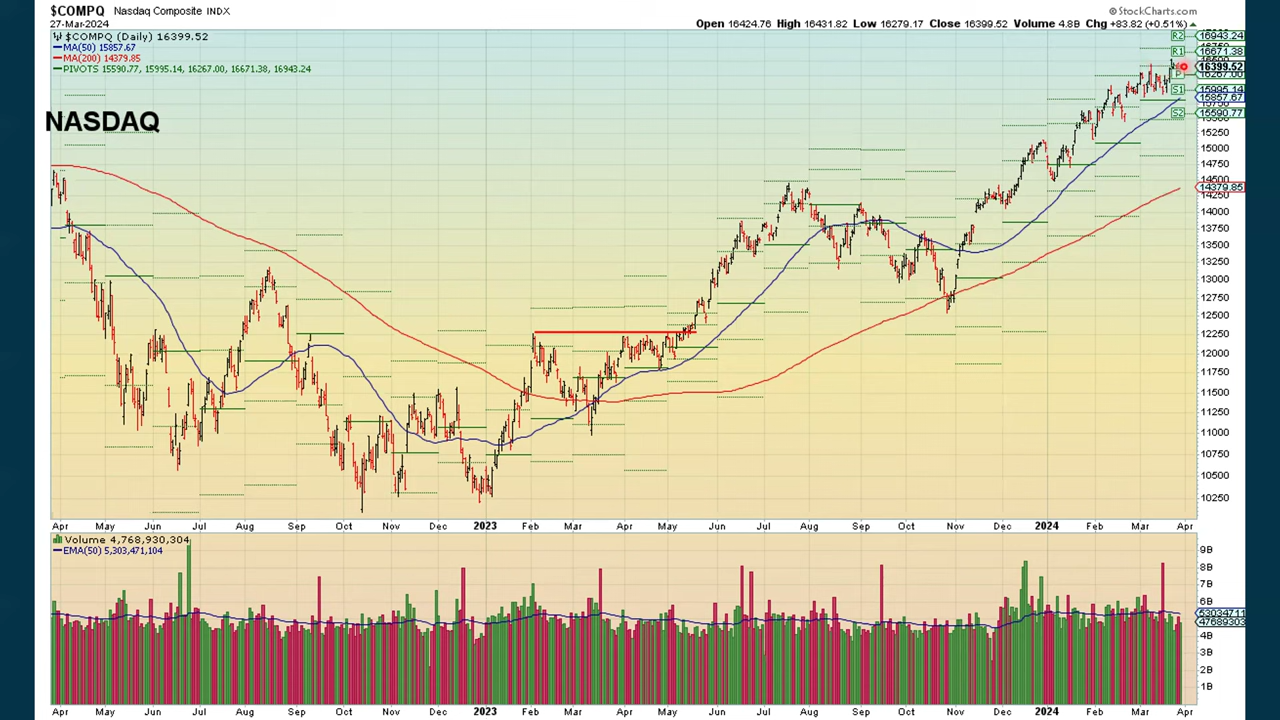 $COMPQ Nasdaq Composite INDX
© StockCharts.com
27-Mar-2024
Open 16424.76 High 16431.82 Low 16279.17 Close 16399.52 Volume 4.8B Chg +83.82 (+0.51%)
$COMPQ (Daily) 16399.52
MA(50) 15857.67
MA(200) 14379.85
PIVOTS 15590.77, 15995.14, 16267.00, 16671.38, 16943.24
NASDAQ
R2 16943.24
R1 16671.38
16399.52
P 16267.00
S1 15995.14
15857.67
S2 15590.77
15250
15000
14750
14500
14379.85
14250
14000
13750
13500
13250
13000
12750
12500
12250
12000
11750
11500
11250
11000
10750
10500
10250
Apr May Jun Jul Aug Sep Oct Nov Dec 2023 Feb Mar Apr May Jun Jul Aug Sep Oct Nov Dec 2024 Feb Mar Apr
Volume 4,768,930,304
EMA(50) 5,303,471,104
9B
8B
7B
6B
53034711
47689303
4B
3B
2B
1B
Apr May Jun Jul Aug Sep Oct Nov Dec 2023 Feb Mar Apr May Jun Jul Aug Sep Oct Nov Dec 2024 Feb Mar Apr